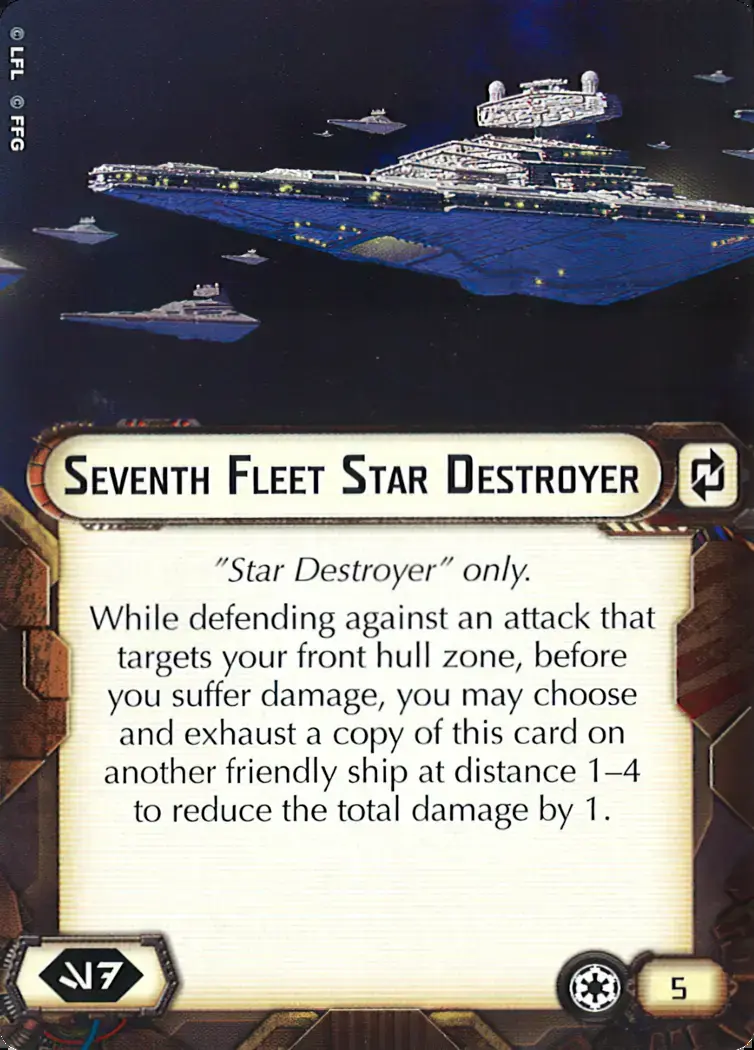 © LFL © FFG
Seventh Fleet Star Destroyer
"Star Destroyer" only.
While defending against an attack that
targets your front hull zone, before
you suffer damage, you may choose
and exhaust a copy of this card on
another friendly ship at distance 1–4
to reduce the total damage by 1.
5